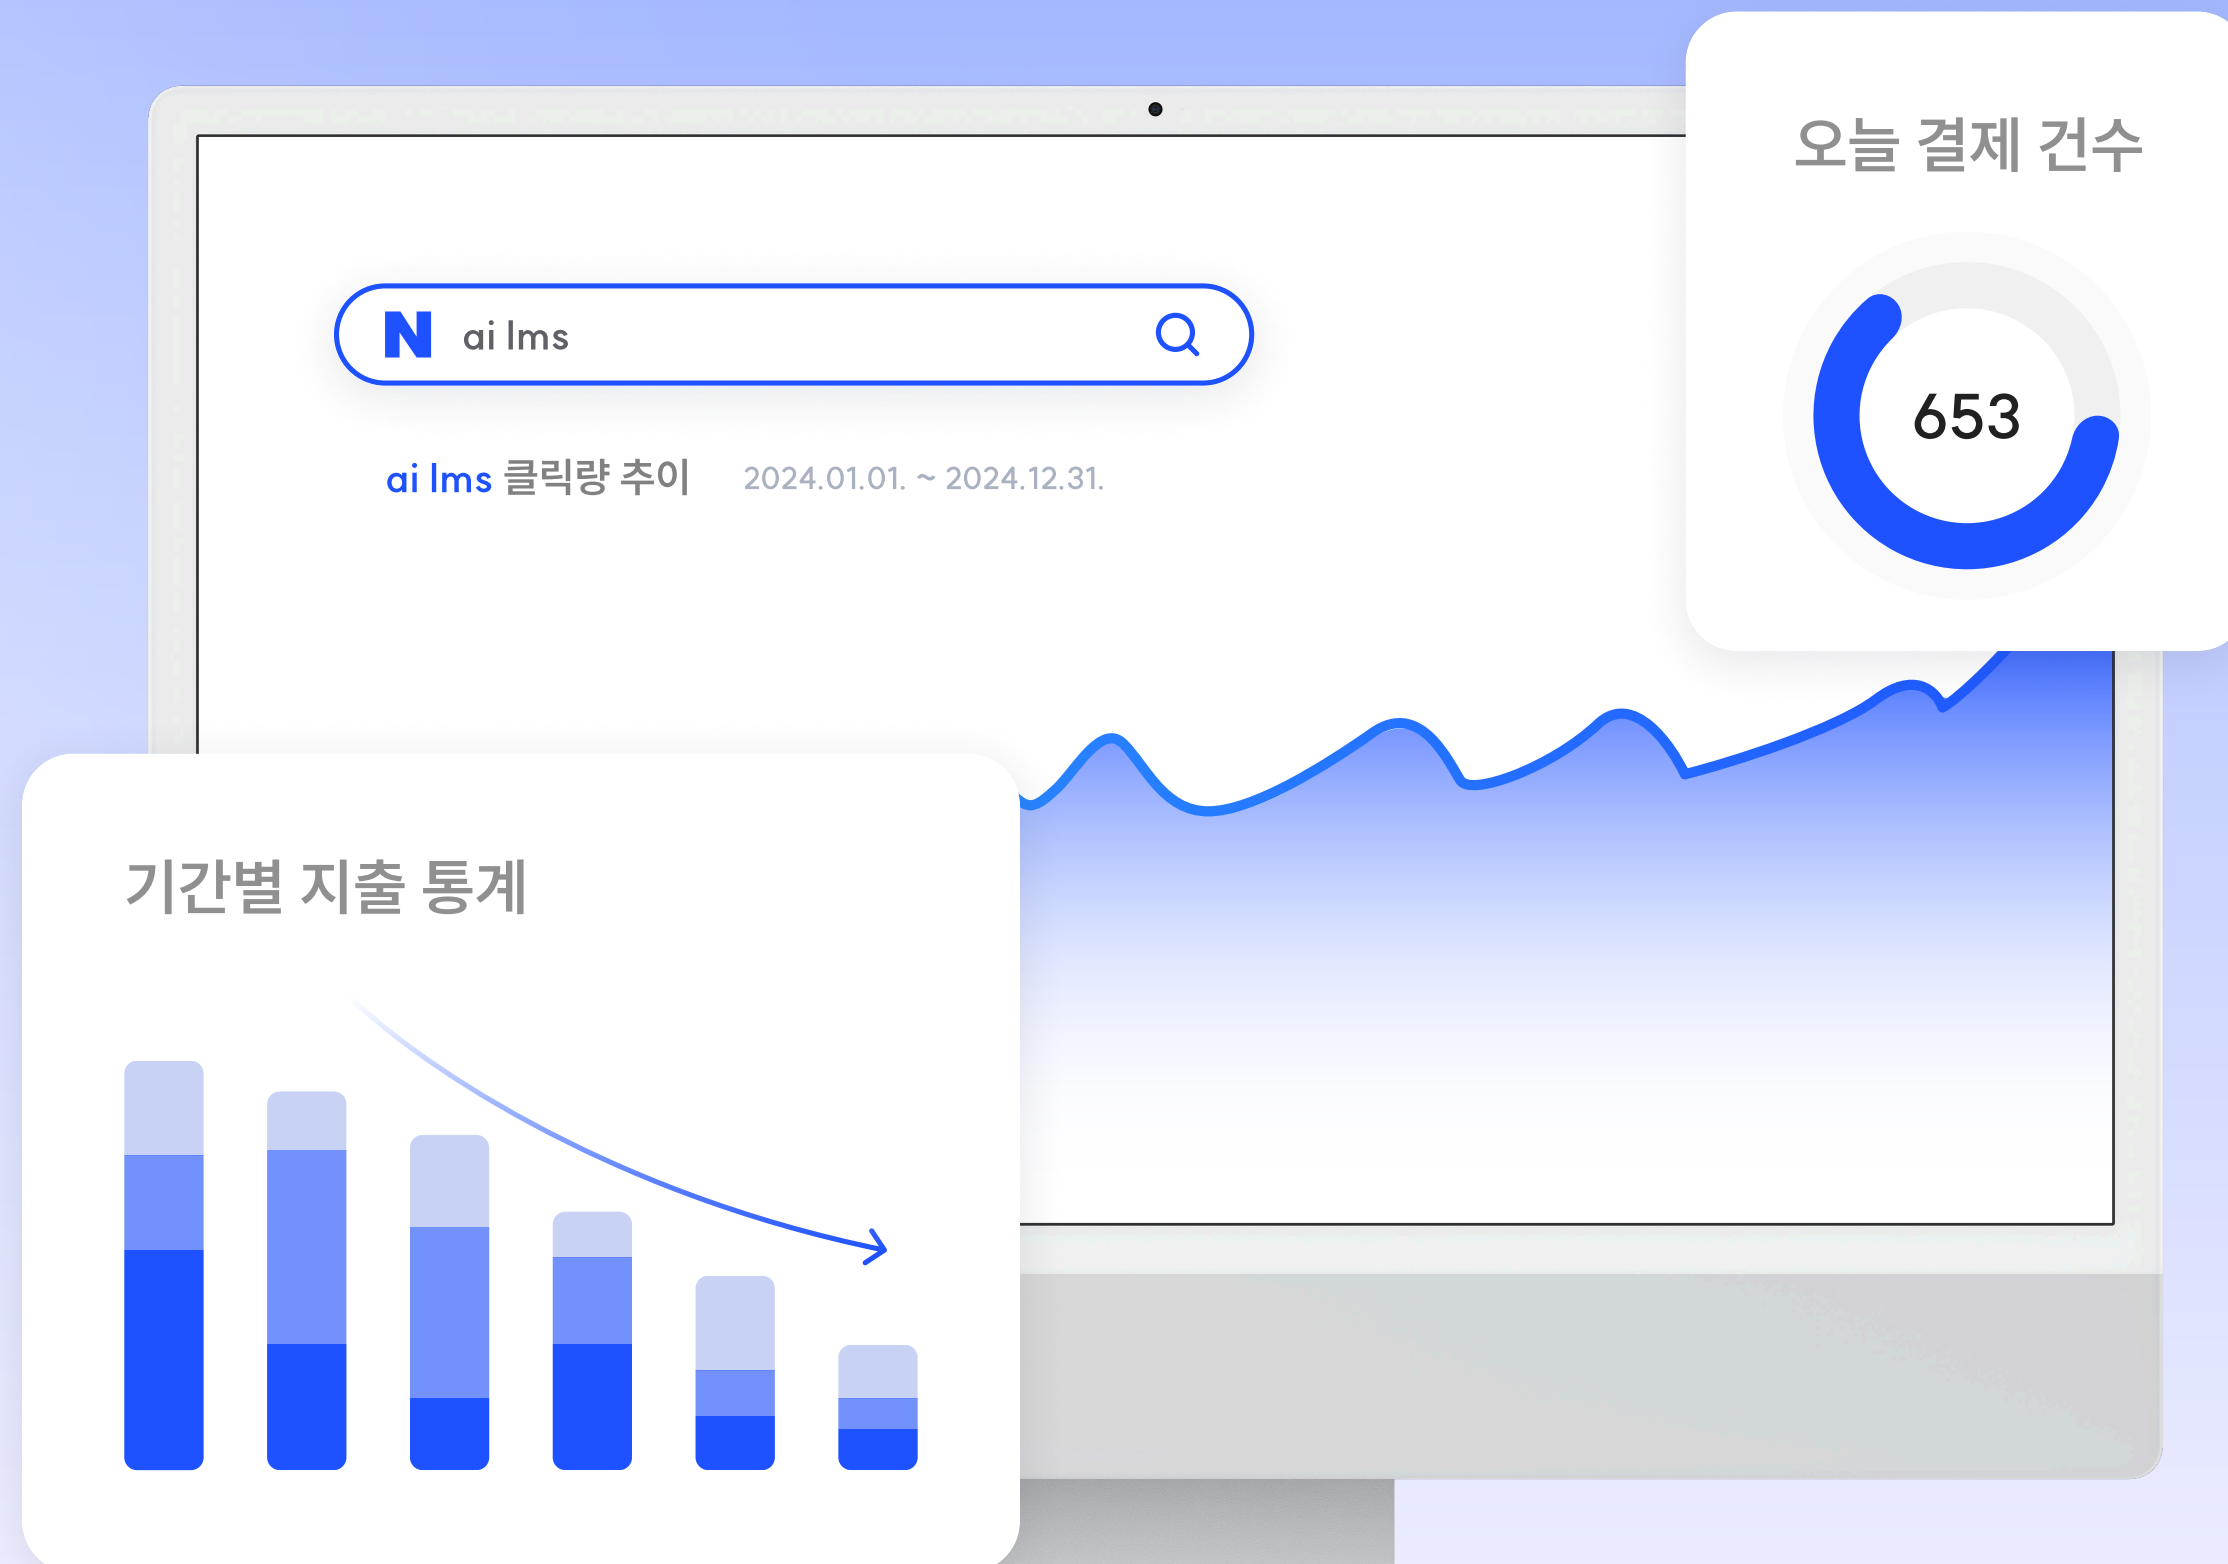 오늘 결제 건수
653
N ai lms
ai lms 클릭량 추이 2024.01.01. ~ 2024.12.31.
기간별 지출 통계